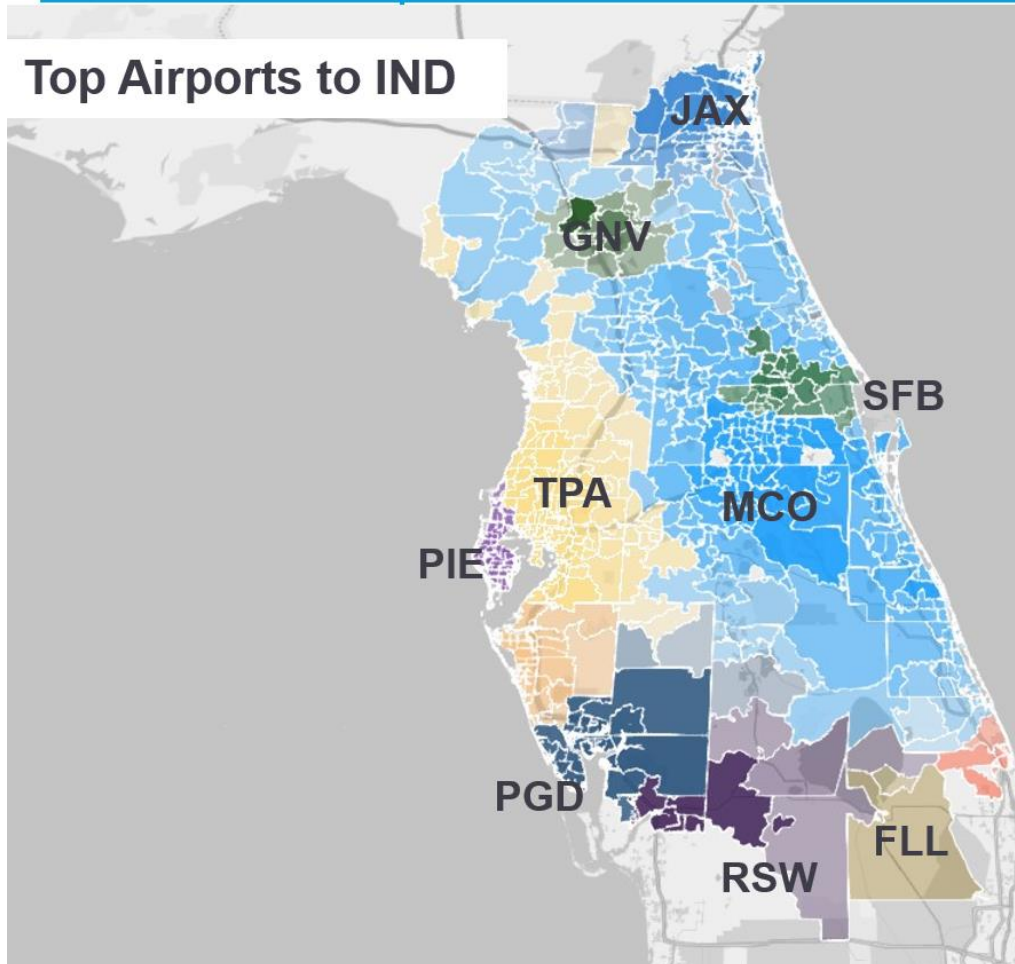 Top Airports to IND
JAX
GNV
SFB
TPA
MCO
PIE
PGD
FLL
RSW